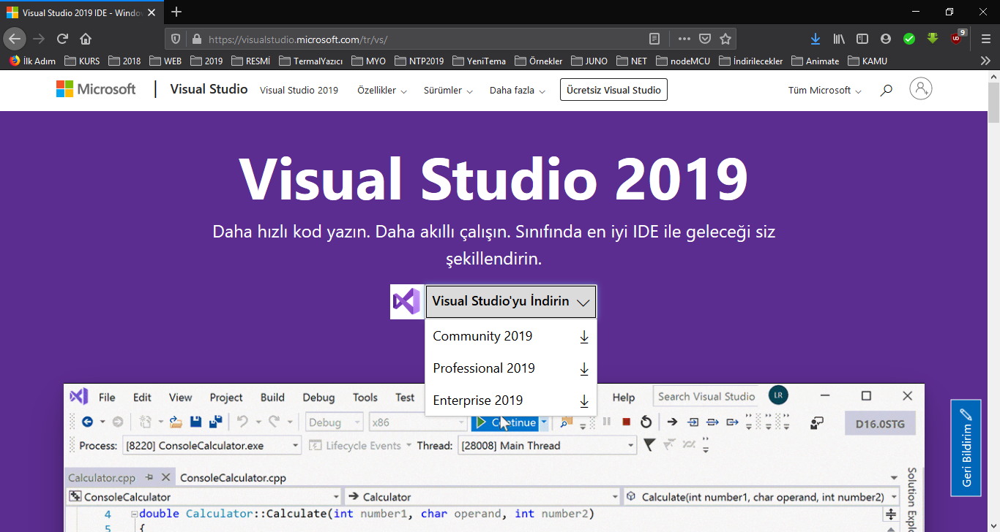 Visual Studio 2019 IDE - Windov
https://visualstudio.microsoft.com/tr/vs/
9
İlk Adım KURS 2018 WEB 2019 RESMİ TermalYazıcı MYO NTP2019 YeniTema Örnekler JUNO NET nodeMCU İndirilecekler Animate KAMU
Microsoft Visual Studio Visual Studio 2019 Özellikler Sürümler Daha fazla Ücretsiz Visual Studio Tüm Microsoft
Visual Studio 2019
Daha hızlı kod yazın. Daha akıllı çalışın. Sınıfında en iyi IDE ile geleceği siz
şekillendirin.
Visual Studio'yu İndirin
Community 2019
Professional 2019
Enterprise 2019
File Edit View Project Build Debug Tools Test Help Search Visual Studio LR
Debug x86 D16.0STG
Process: [8220] ConsoleCalculator.exe Lifecycle Events Thread: [28008] Main Thread
Calculator.cpp ConsoleCalculator.cpp
ConsoleCalculator Calculator Calculate(int number1, char operand, int number2)
4 double Calculator::Calculate(int number1, char operand, int number2)
5 {
Solution Explo
Geri Bildirim